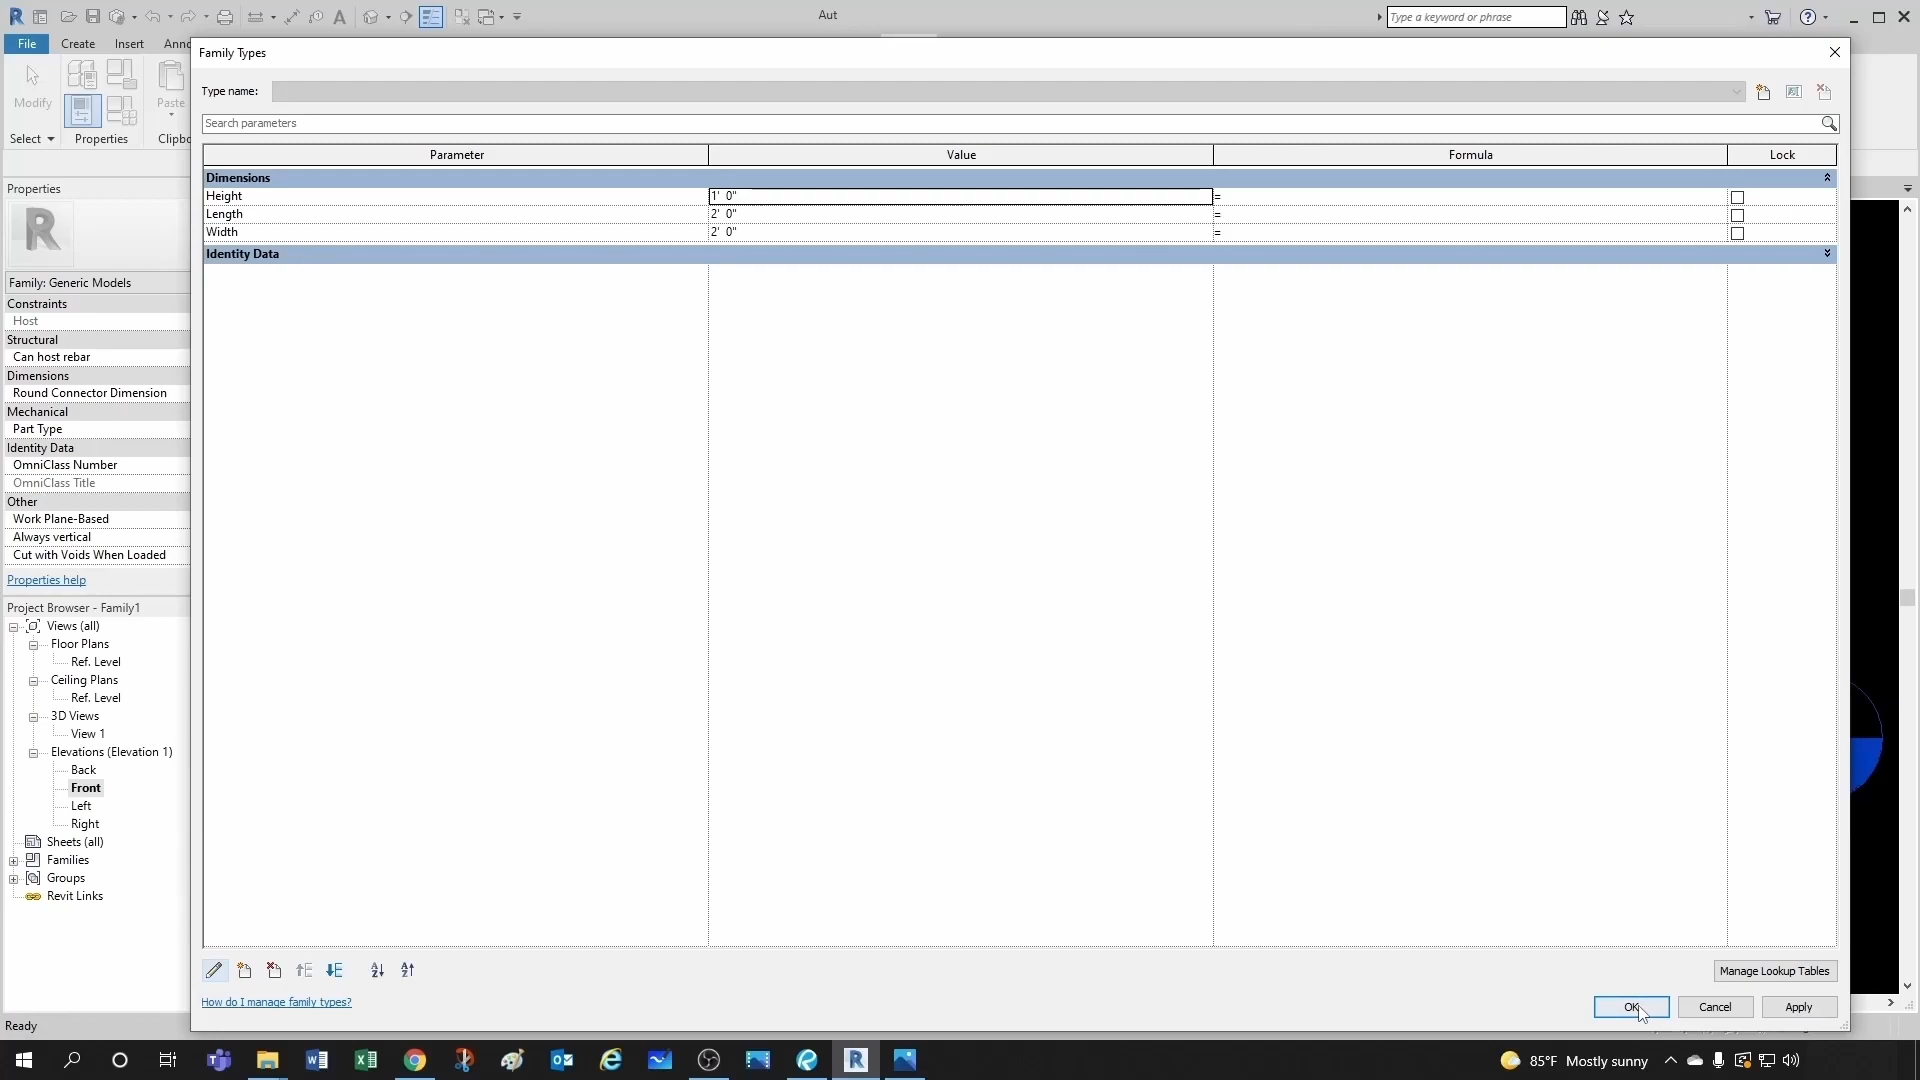 Aut
Type a keyword or phrase
File
Create
Insert
Anno
Modify
Paste
Select
Properties
Clipbo
Family Types
Type name:
Search parameters
Parameter
Value
Formula
Lock
Dimensions
Height
1' 0"
=
Length
2' 0"
=
Width
2' 0"
=
Identity Data
Properties
Family: Generic Models
Constraints
Host
Structural
Can host rebar
Dimensions
Round Connector Dimension
Mechanical
Part Type
Identity Data
OmniClass Number
OmniClass Title
Other
Work Plane-Based
Always vertical
Cut with Voids When Loaded
Properties help
Project Browser - Family1
Views (all)
Floor Plans
Ref. Level
Ceiling Plans
Ref. Level
3D Views
View 1
Elevations (Elevation 1)
Back
Front
Left
Right
Sheets (all)
Families
Groups
Revit Links
Manage Lookup Tables
How do I manage family types?
OK
Cancel
Apply
Ready
85°F Mostly sunny